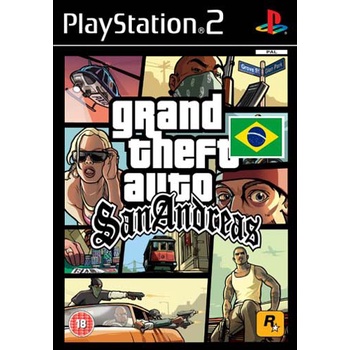 PlayStation 2
PAL
grand
theft
auto
San Andreas
18
R